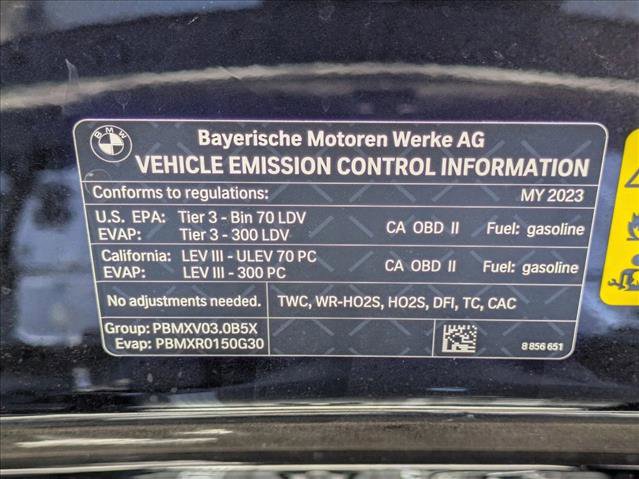 BMW
Bayerische Motoren Werke AG
VEHICLE EMISSION CONTROL INFORMATION
Conforms to regulations: MY 2023
U.S. EPA: Tier 3 - Bin 70 LDV
EVAP: Tier 3 - 300 LDV
CA OBD II Fuel: gasoline
California: LEV III - ULEV 70 PC
EVAP: LEV III - 300 PC
CA OBD II Fuel: gasoline
No adjustments needed.
TWC, WR-HO2S, HO2S, DFI, TC, CAC
Group: PBMXV03.0B5X
Evap: PBMXR0150G30
8 856 651